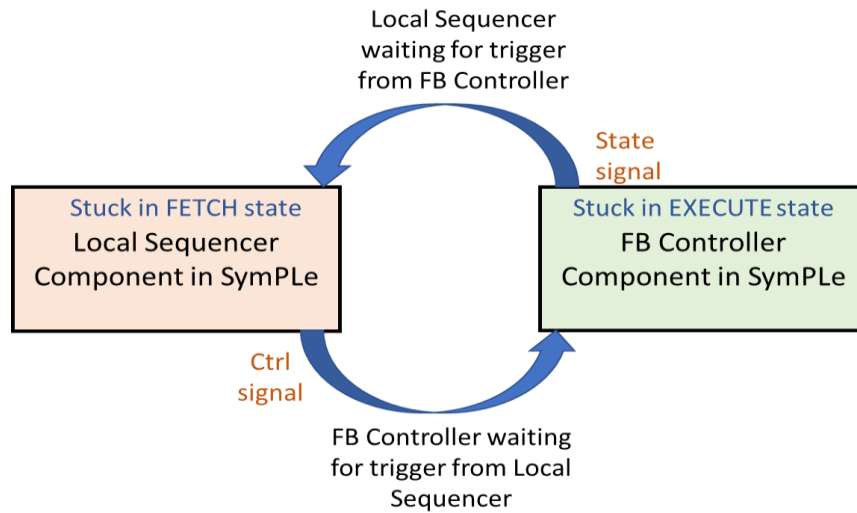 Local Sequencer
waiting for trigger
from FB Controller
State
signal
Stuck in FETCH state
Local Sequencer
Component in SymPLe
Stuck in EXECUTE state
FB Controller
Component in SymPLe
Ctrl
signal
FB Controller waiting
for trigger from Local
Sequencer